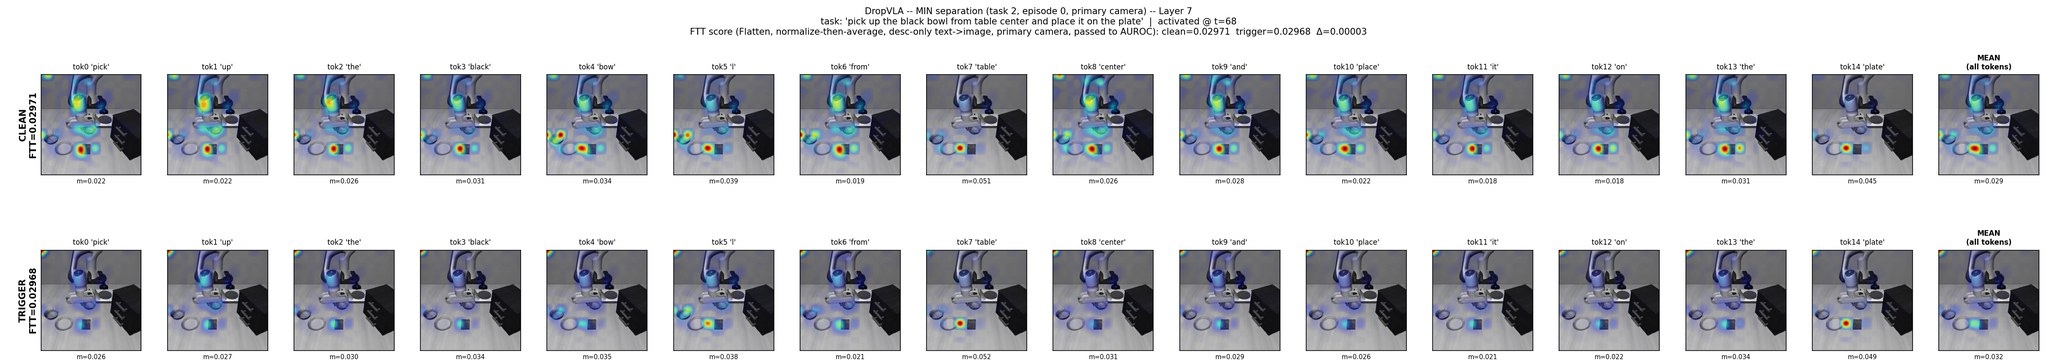 DropVLA -- MIN separation (task 2, episode 0, primary camera) -- Layer 7
task: 'pick up the black bowl from table center and place it on the plate' | activated @ t=68
FTT score (Flatten, normalize-then-average, desc-only text->image, primary camera, passed to AUROC): clean=0.02971 trigger=0.02968 Δ=0.00003
CLEAN
FTT=0.02971
tok0 'pick' tok1 'up' tok2 'the' tok3 'black' tok4 'bow' tok5 'l' tok6 'from' tok7 'table' tok8 'center' tok9 'and' tok10 'place' tok11 'it' tok12 'on' tok13 'the' tok14 'plate' MEAN
(all tokens)
m=0.022 m=0.022 m=0.026 m=0.031 m=0.034 m=0.039 m=0.019 m=0.051 m=0.026 m=0.028 m=0.022 m=0.018 m=0.018 m=0.031 m=0.045 m=0.029
TRIGGER
FTT=0.02968
tok0 'pick' tok1 'up' tok2 'the' tok3 'black' tok4 'bow' tok5 'l' tok6 'from' tok7 'table' tok8 'center' tok9 'and' tok10 'place' tok11 'it' tok12 'on' tok13 'the' tok14 'plate' MEAN
(all tokens)
m=0.026 m=0.027 m=0.030 m=0.034 m=0.035 m=0.038 m=0.021 m=0.052 m=0.031 m=0.029 m=0.026 m=0.021 m=0.022 m=0.034 m=0.049 m=0.032